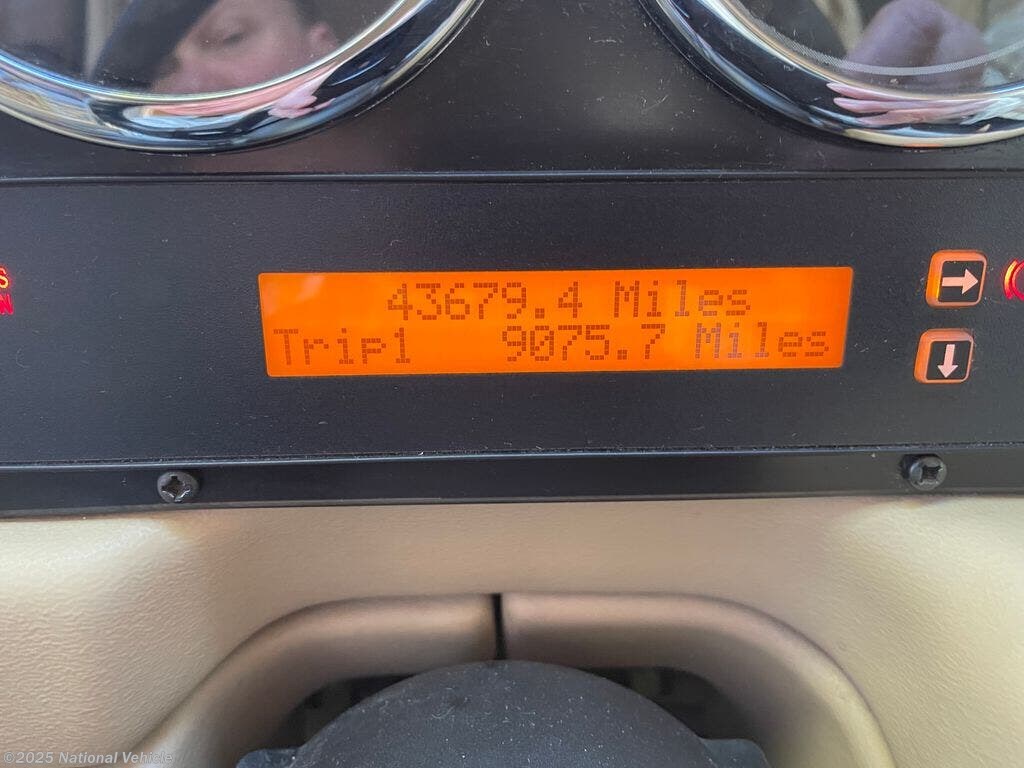 43679.4 Miles
Trip1 9075.7 Miles
S
N
©2025 National Vehicle